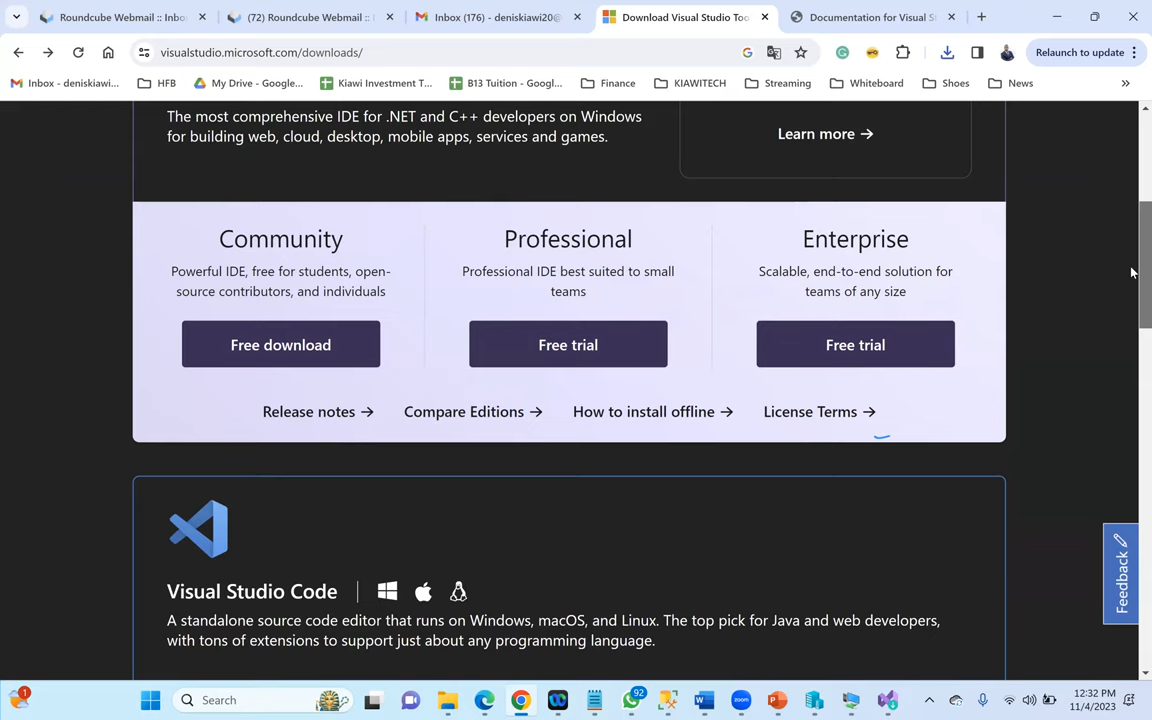 Roundcube Webmail :: Inbo
(72) Roundcube Webmail ::
Inbox (176) - deniskiawi20@
Download Visual Studio Too
Documentation for Visual S
visualstudio.microsoft.com/downloads/
Relaunch to update
Inbox - deniskiawi...
HFB
My Drive - Google...
Kiawi Investment T...
B13 Tuition - Googl...
Finance
KIAWITECH
Streaming
Whiteboard
Shoes
News
The most comprehensive IDE for .NET and C++ developers on Windows
for building web, cloud, desktop, mobile apps, services and games.
Learn more →
Community
Powerful IDE, free for students, open-
source contributors, and individuals
Free download
Professional
Professional IDE best suited to small
teams
Free trial
Enterprise
Scalable, end-to-end solution for
teams of any size
Free trial
Release notes →
Compare Editions →
How to install offline →
License Terms →
Visual Studio Code
A standalone source code editor that runs on Windows, macOS, and Linux. The top pick for Java and web developers,
with tons of extensions to support just about any programming language.
Feedback
1
Search
92
12:32 PM
11/4/2023